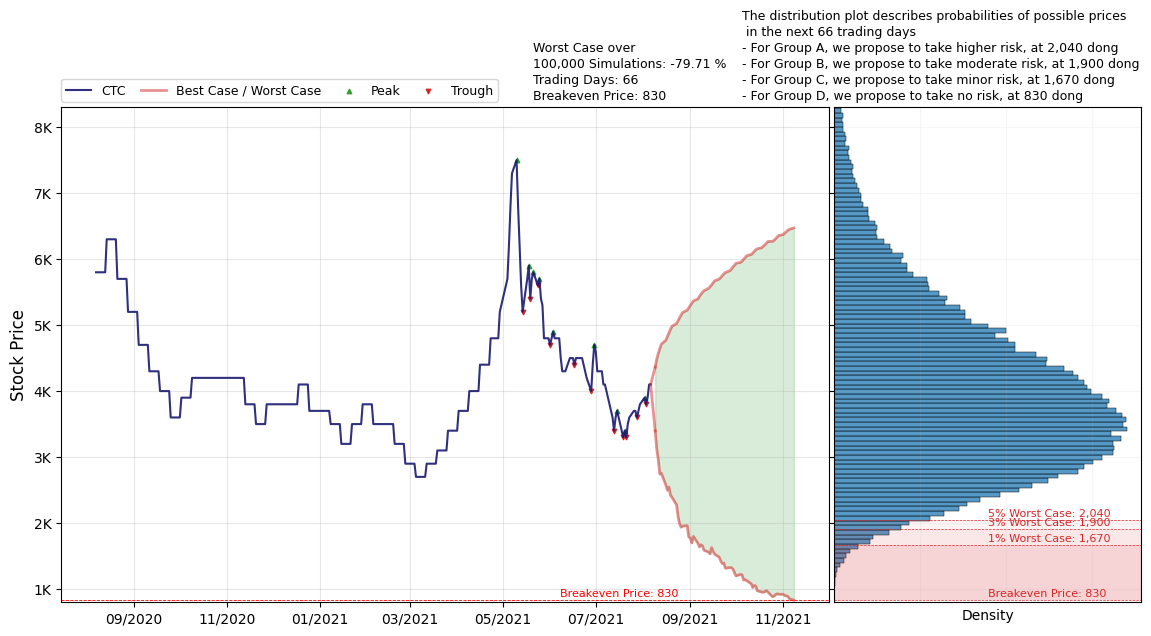 The distribution plot describes probabilities of possible prices
in the next 66 trading days
- For Group A, we propose to take higher risk, at 2,040 dong
- For Group B, we propose to take moderate risk, at 1,900 dong
- For Group C, we propose to take minor risk, at 1,670 dong
- For Group D, we propose to take no risk, at 830 dong
Worst Case over
100,000 Simulations: -79.71 %
Trading Days: 66
Breakeven Price: 830
CTC
Best Case / Worst Case
Peak
Trough
Stock Price
8K
7K
6K
5K
4K
3K
2K
1K
Breakeven Price: 830
09/2020
11/2020
01/2021
03/2021
05/2021
07/2021
09/2021
11/2021
5% Worst Case: 2,040
3% Worst Case: 1,900
1% Worst Case: 1,670
Breakeven Price: 830
Density